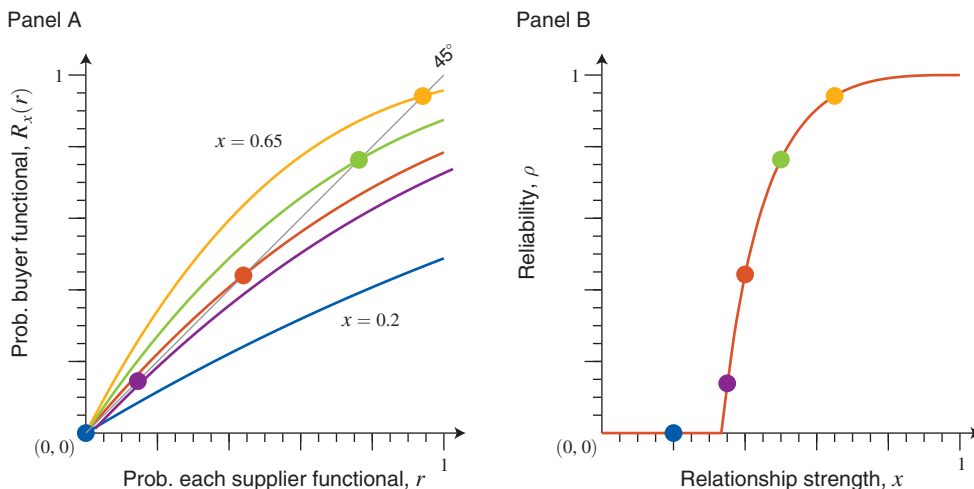 Panel A
1
Prob. buyer functional, Rₓ(r)
45°
x = 0.65
x = 0.2
(0, 0)
1
Prob. each supplier functional, r
Panel B
1
Reliability, ρ
(0, 0)
1
Relationship strength, x